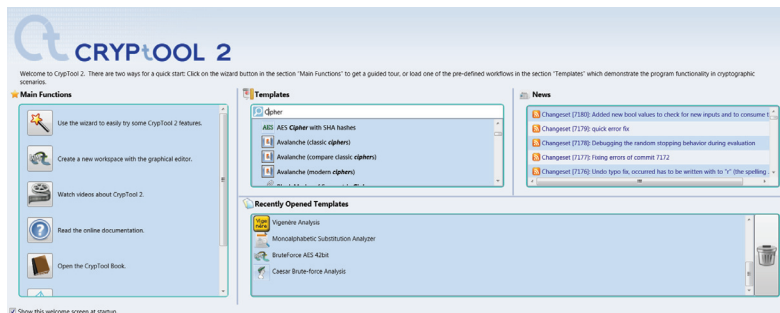 CRYPTOOL 2
Welcome to CrypTool 2. There are two ways for a quick start: Click on the wizard button in the section "Main Functions" to get a guided tour, or load one of the pre-defined workflows in the section "Templates" which demonstrate the program functionality in cryptographic
scenarios.
Main Functions
Use the wizard to easily try some CrypTool 2 features.
Create a new workspace with the graphical editor.
Watch videos about CrypTool 2.
Read the online documentation.
Open the CrypTool Book.
Templates
Cipher
AES AES Cipher with SHA hashes
Avalanche (classic ciphers)
Avalanche (compare classic ciphers)
Avalanche (modern ciphers)
News
Changeset [7180]: Added new bool values to check for new inputs and to consume t
Changeset [7179]: quick error fix
Changeset [7178]: Debugging the random stopping behavior during evaluation
Changeset [7177]: Fixing errors of commit 7172
Changeset [7176]: Undo typo fix, occurred has to be written with to "r" (the spelling
Recently Opened Templates
Vigenére Analysis
Monoalphabetic Substitution Analyzer
BruteForce AES 42bit
Caesar Brute-force Analysis
Show this welcome screen at startup